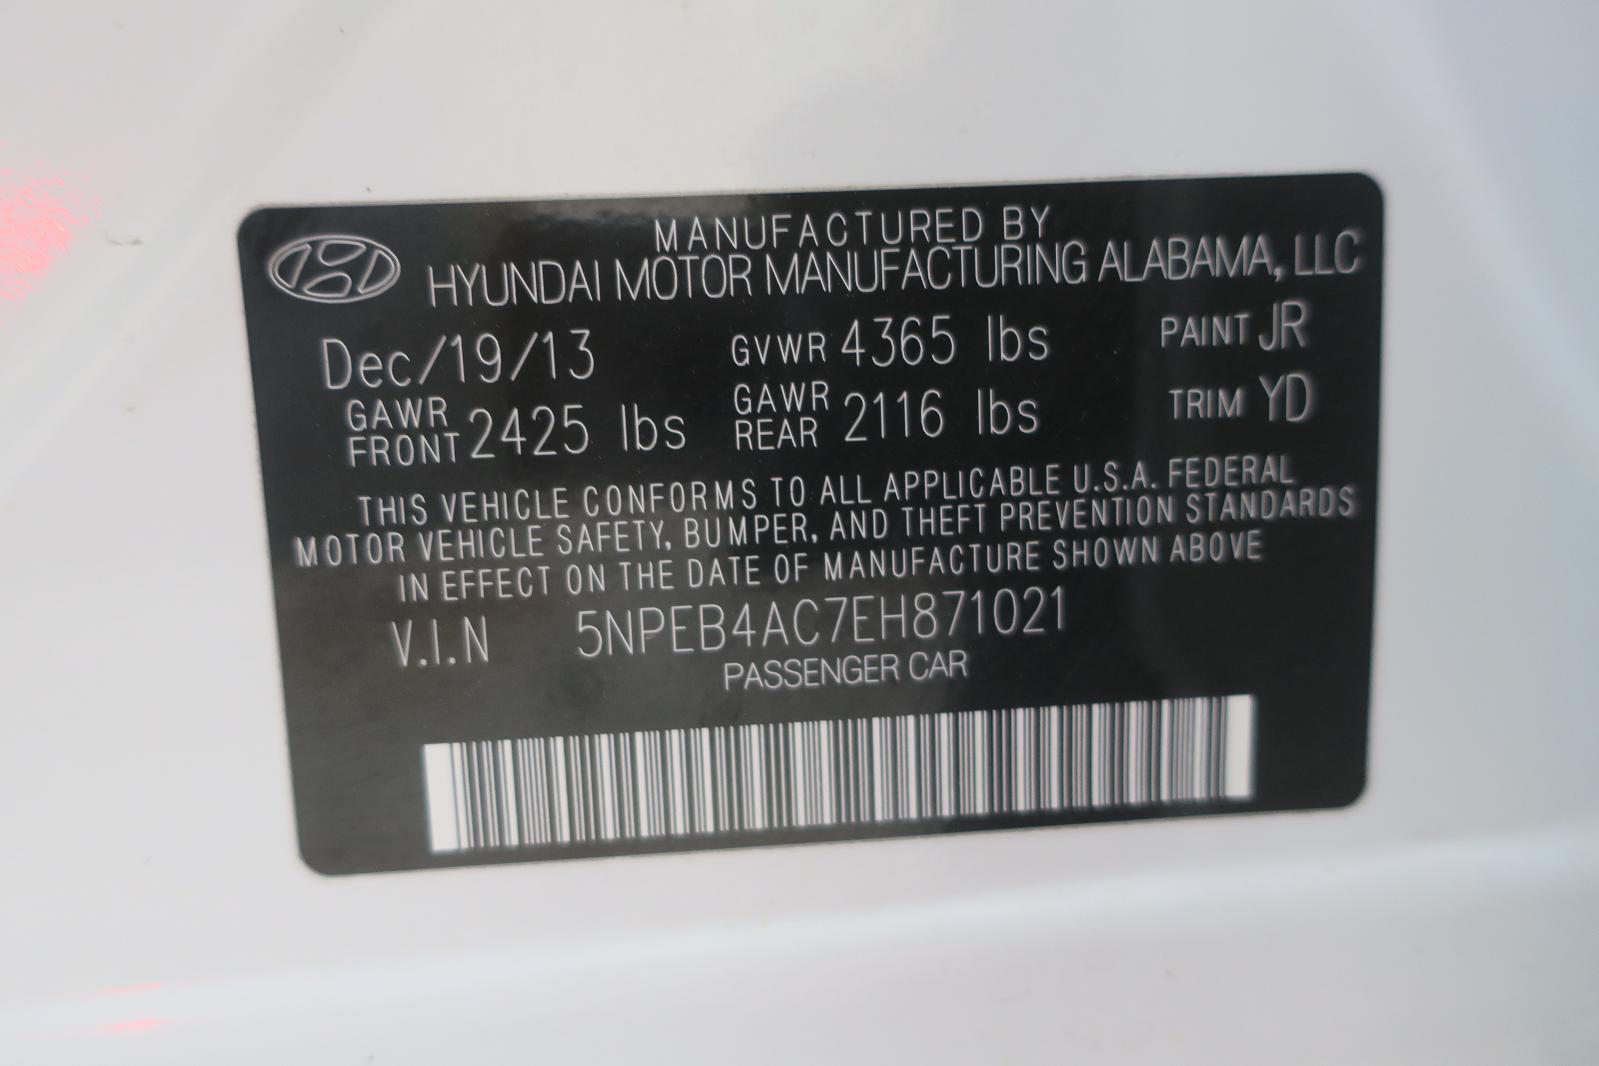 MANUFACTURED BY
HYUNDAI MOTOR MANUFACTURING ALABAMA, LLC
Dec/19/13 GVWR 4365 lbs PAINT JR
GAWR FRONT 2425 lbs GAWR REAR 2116 lbs TRIM YD
THIS VEHICLE CONFORMS TO ALL APPLICABLE U.S.A. FEDERAL
MOTOR VEHICLE SAFETY, BUMPER, AND THEFT PREVENTION STANDARDS
IN EFFECT ON THE DATE OF MANUFACTURE SHOWN ABOVE
V.I.N 5NPEB4AC7EH871021
PASSENGER CAR